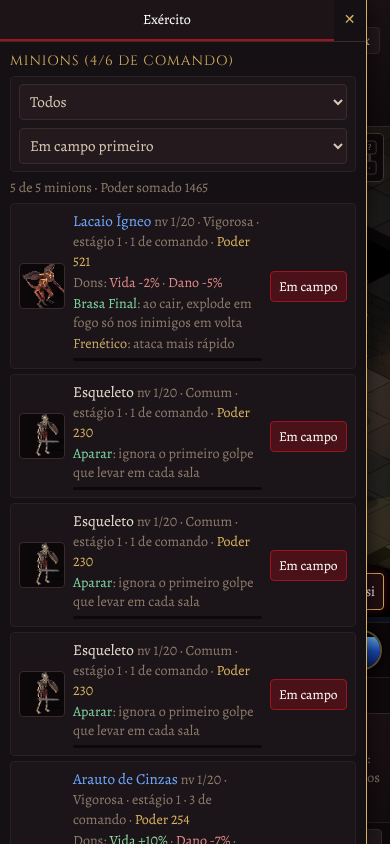 Exército
×
MINIONS (4/6 DE COMANDO)
Todos
Em campo primeiro
5 de 5 minions · Poder somado 1465
Lacaio Ígneo nv 1/20 · Vigorosa ·
estágio 1 · 1 de comando · Poder
521
Dons: Vida -2% · Dano -5%
Brasa Final: ao cair, explode em
fogo só nos inimigos em volta
Frenético: ataca mais rápido
Em campo
Esqueleto nv 1/20 · Comum ·
estágio 1 · 1 de comando · Poder
230
Aparar: ignora o primeiro golpe
que levar em cada sala
Em campo
Esqueleto nv 1/20 · Comum ·
estágio 1 · 1 de comando · Poder
230
Aparar: ignora o primeiro golpe
que levar em cada sala
Em campo
Esqueleto nv 1/20 · Comum ·
estágio 1 · 1 de comando · Poder
230
Aparar: ignora o primeiro golpe
que levar em cada sala
Em campo
Arauto de Cinzas nv 1/20 ·
Vigorosa · estágio 1 · 3 de
comando · Poder 254
Dons: Vida +10% · Dano -7% ·
?
si
os